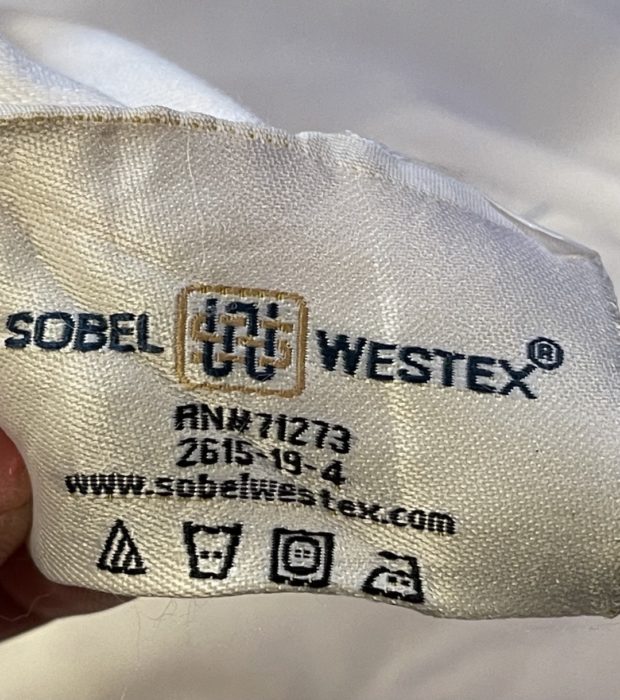 SOBEL WESTEX®
RN#71273
2615-19-4
www.sobelwestex.com